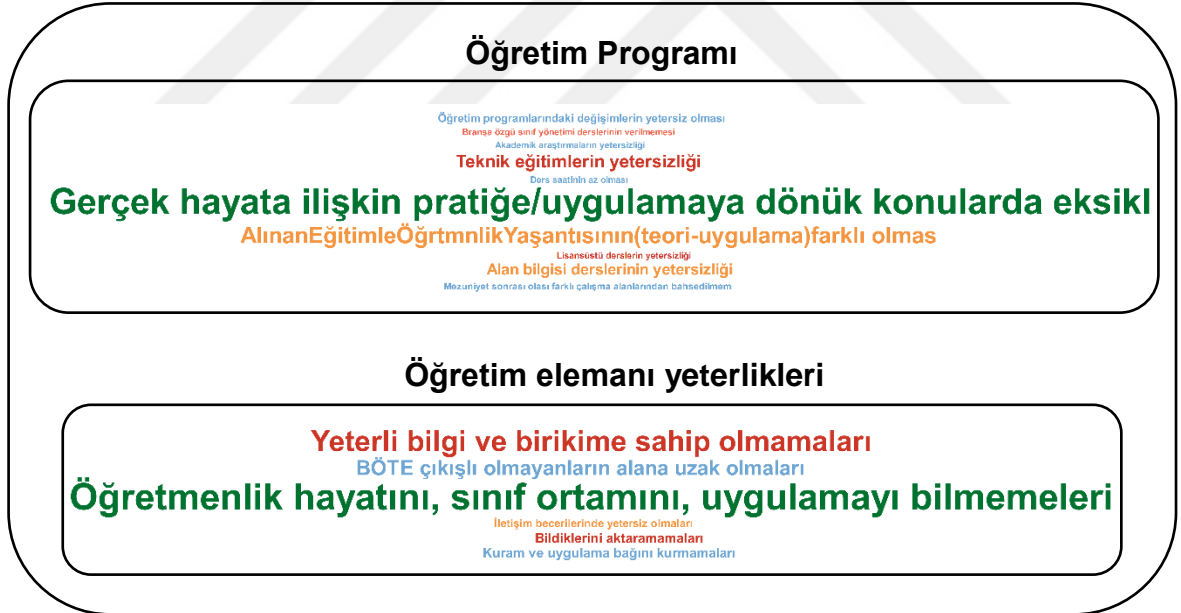 Öğretim Programı
Öğretim programlarındaki değişimlerin yetersiz olması
Branşa özgü sınıf yönetimi derslerinin verilmemesi
Akademik araştırmaların yetersizliği
Teknik eğitimlerin yetersizliği
Ders saatinin az olması
Gerçek hayata ilişkin pratiğe/uygulamaya dönük konularda eksikl
AlınanEğitimleÖğrtmnlikYaşantısının(teori-uygulama)farklı olmas
Lisansüstü derslerin yetersizliği
Alan bilgisi derslerinin yetersizliği
Mezuniyet sonrası olası farklı çalışma alanlarından bahsedilmem
Öğretim elemanı yeterlikleri
Yeterli bilgi ve birikime sahip olmamaları
BÖTE çıkışlı olmayanların alana uzak olmaları
Öğretmenlik hayatını, sınıf ortamını, uygulamayı bilmemeleri
İletişim becerilerinde yetersiz olmaları
Bildiklerini aktaramamaları
Kuram ve uygulama bağını kurmamaları